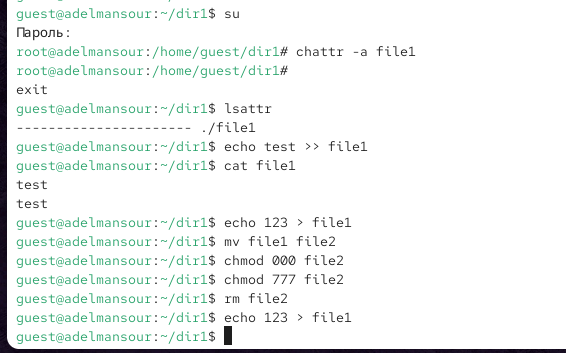 guest@adelmansour:~/dir1$ su
Пароль:
root@adelmansour:/home/guest/dir1# chattr -a file1
root@adelmansour:/home/guest/dir1#
exit
guest@adelmansour:~/dir1$ lsattr
---------------------- ./file1
guest@adelmansour:~/dir1$ echo test >> file1
guest@adelmansour:~/dir1$ cat file1
test
test
guest@adelmansour:~/dir1$ echo 123 > file1
guest@adelmansour:~/dir1$ mv file1 file2
guest@adelmansour:~/dir1$ chmod 000 file2
guest@adelmansour:~/dir1$ chmod 777 file2
guest@adelmansour:~/dir1$ rm file2
guest@adelmansour:~/dir1$ echo 123 > file1
guest@adelmansour:~/dir1$